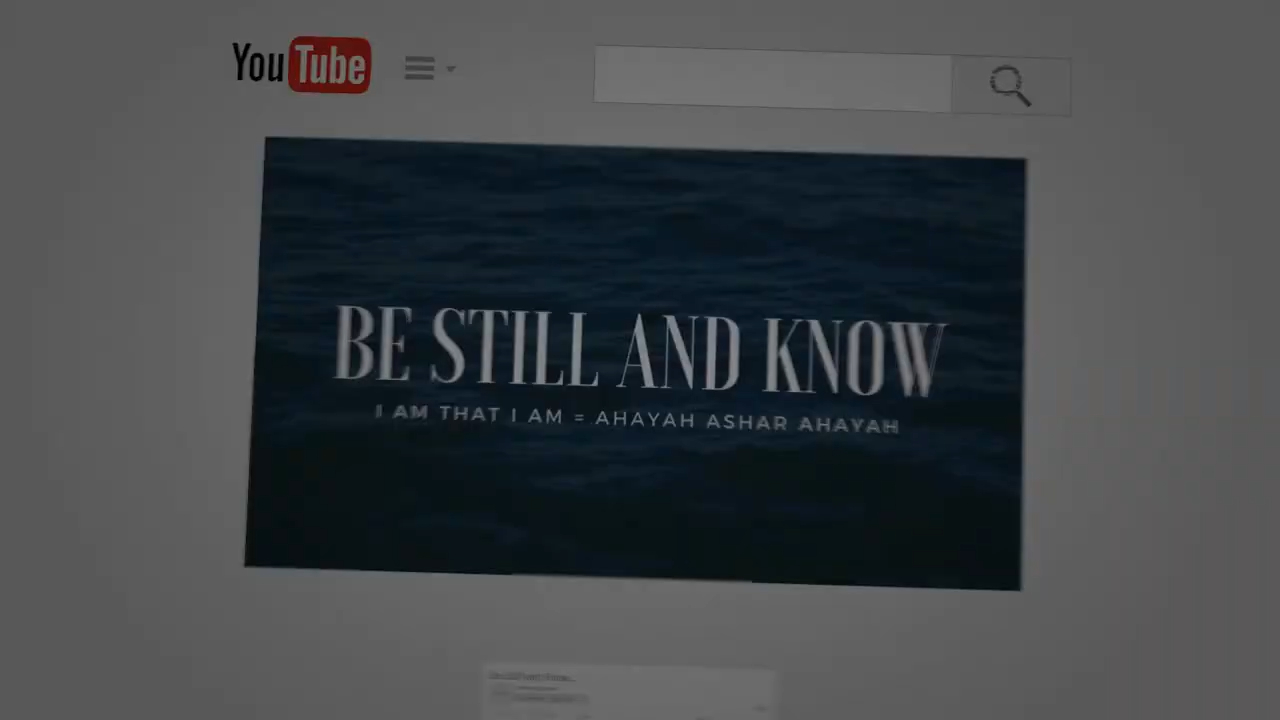 YouTube
BE STILL AND KNOW
I AM THAT I AM = AHAYAH ASHAR AHAYAH